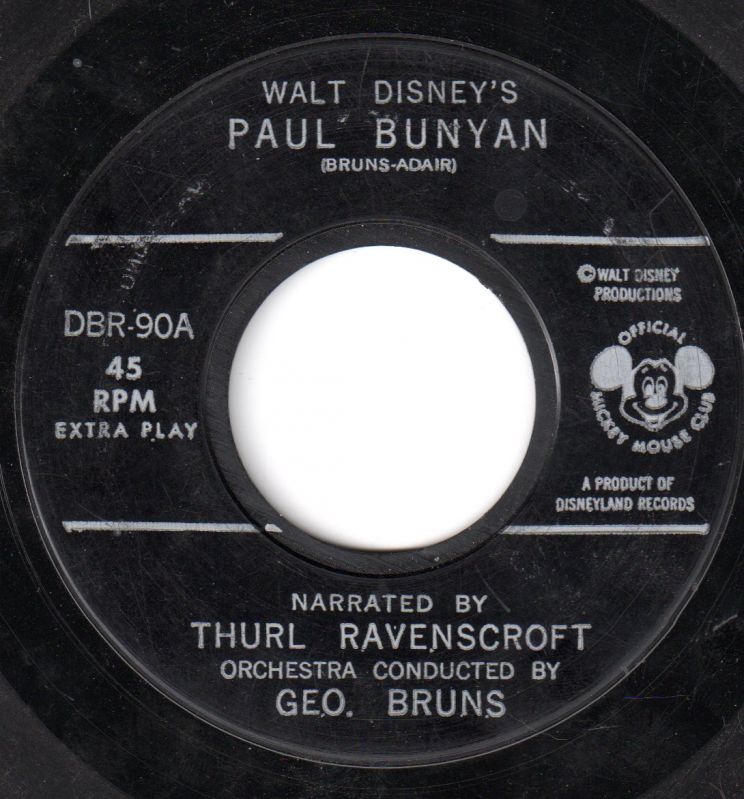 WALT DISNEY'S
PAUL BUNYAN
(BRUNS-ADAIR)
DBR-90A
45
RPM
EXTRA PLAY
©WALT DISNEY
PRODUCTIONS
OFFICIAL
MICKEY MOUSE CLUB
A PRODUCT OF
DISNEYLAND RECORDS
NARRATED BY
THURL RAVENSCROFT
ORCHESTRA CONDUCTED BY
GEO. BRUNS